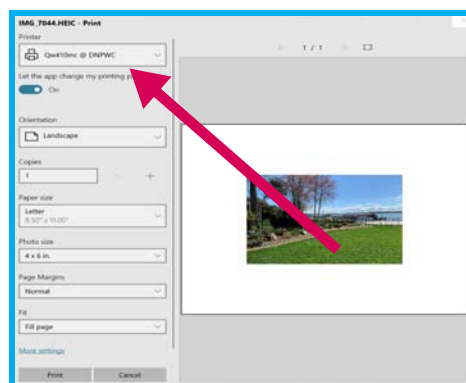 IMG_7044.HEIC - Print
Printer
Qw410mc @ DNPWC
1 / 1
Let the app change my printing p
On
Orientation
Landscape
Copies
1
Paper size
Letter
8.50" x 11.00"
Photo size
4 x 6 in.
Page Margins
Normal
Fit
Fill page
More settings
Print
Cancel